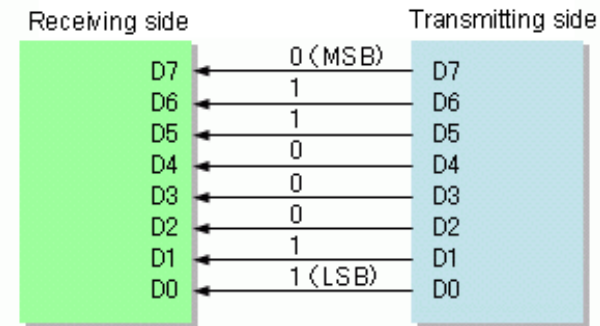 Receiving side Transmitting side
D7 0(MSB) D7
D6 1 D6
D5 1 D5
D4 0 D4
D3 0 D3
D2 0 D2
D1 1 D1
D0 1(LSB) D0